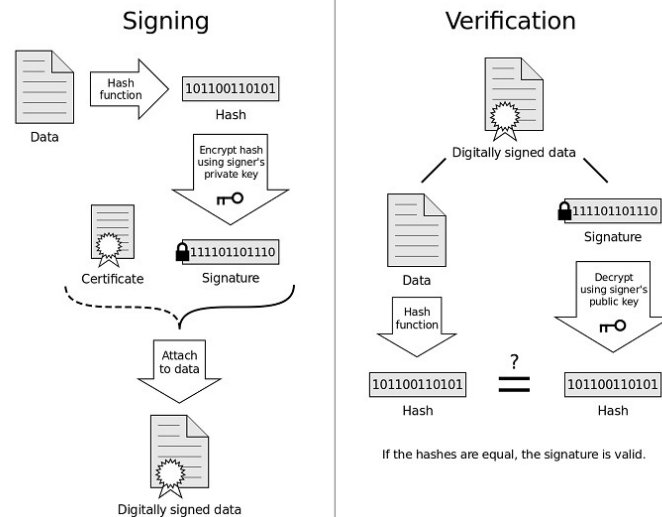 Signing
Data
Hash
function
101100110101
Hash
Encrypt hash
using signer's
private key
Certificate
111101101110
Signature
Attach
to data
Digitally signed data
Verification
Digitally signed data
Data
111101101110
Signature
Hash
function
Decrypt
using signer's
public key
101100110101
Hash
?
=
101100110101
Hash
If the hashes are equal, the signature is valid.